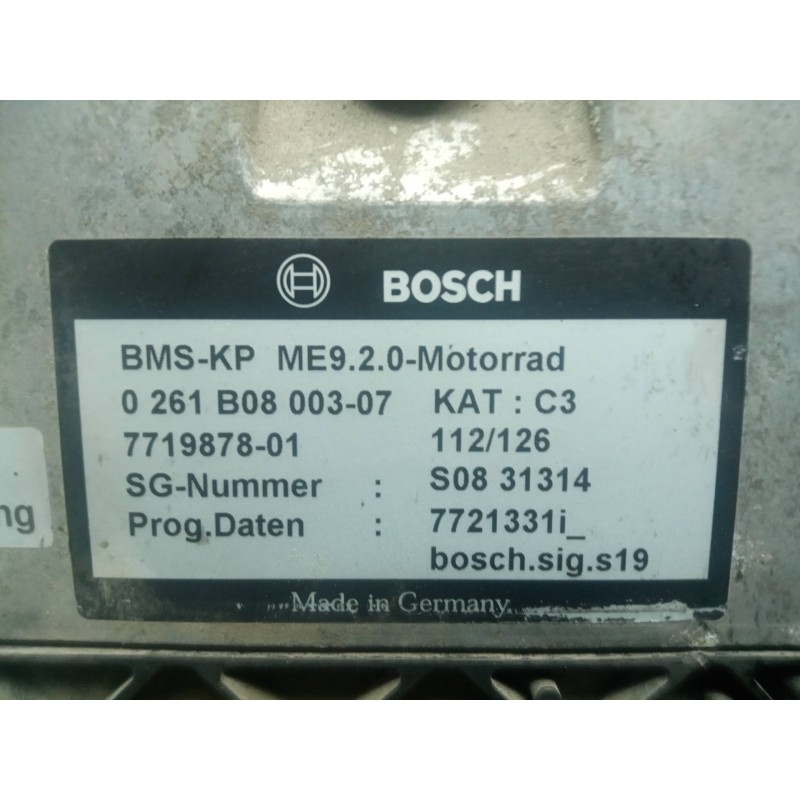 BOSCH
BMS-KP ME9.2.0-Motorrad
0 261 B08 003-07 KAT : C3
7719878-01 112/126
SG-Nummer : S08 31314
Prog.Daten : 7721331i_
bosch.sig.s19
Made in Germany
ng